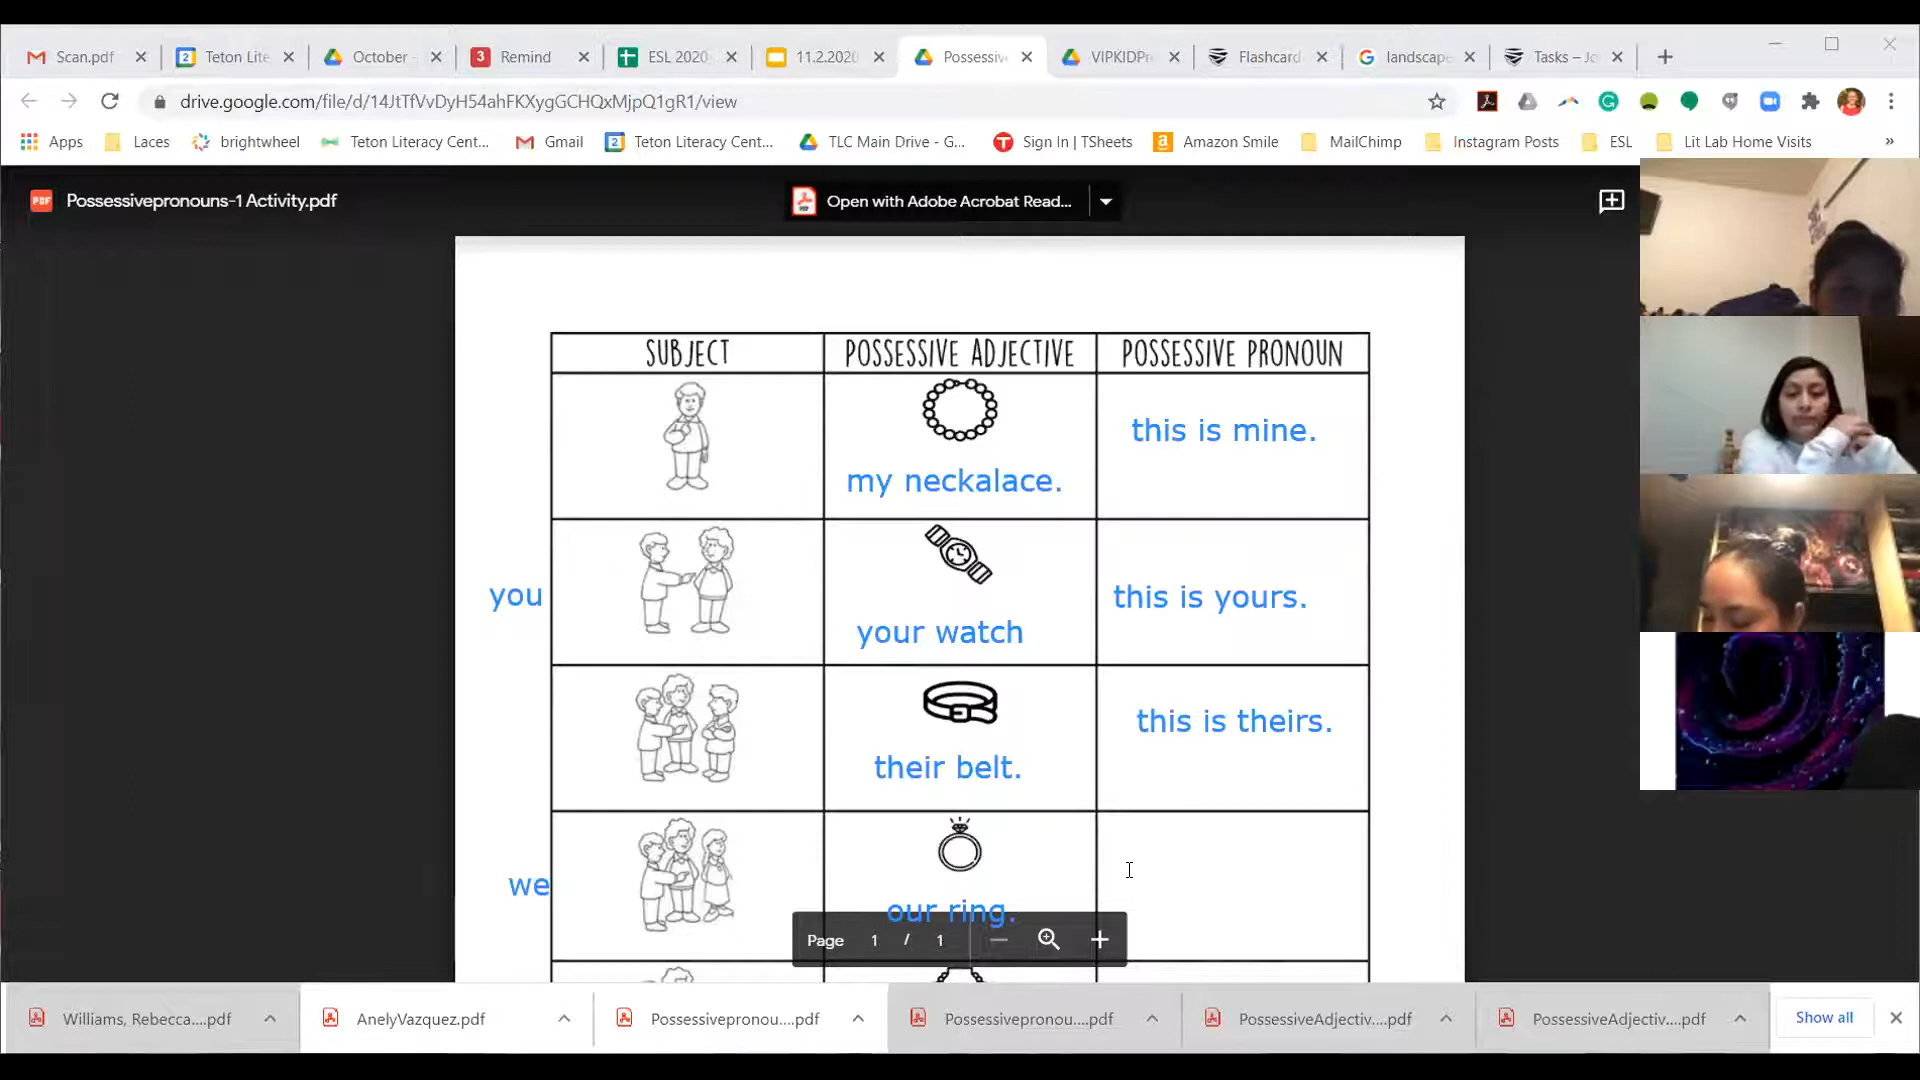 Scan.pdf
Teton Lite
October
Remind
ESL 2020
11.2.2020
Possessiv
VIPKIDPr
Flashcard
landscape
Tasks – Jo
drive.google.com/file/d/14JtTfVvDyH54ahFKXygGCHQxMjpQ1gR1/view
Apps
Laces
brightwheel
Teton Literacy Cent...
Gmail
Teton Literacy Cent...
TLC Main Drive - G...
Sign In | TSheets
Amazon Smile
MailChimp
Instagram Posts
ESL
Lit Lab Home Visits
»
PDF
Possessivepronouns-1 Activity.pdf
Open with Adobe Acrobat Read...
SUBJECT
POSSESSIVE ADJECTIVE
POSSESSIVE PRONOUN
my neckalace.
this is mine.
you
your watch
this is yours.
their belt.
this is theirs.
we
our ring.
Page 1 / 1
Williams, Rebecca....pdf
AnelyVazquez.pdf
Possessivepronou....pdf
Possessivepronou....pdf
PossessiveAdjectiv....pdf
PossessiveAdjectiv....pdf
Show all